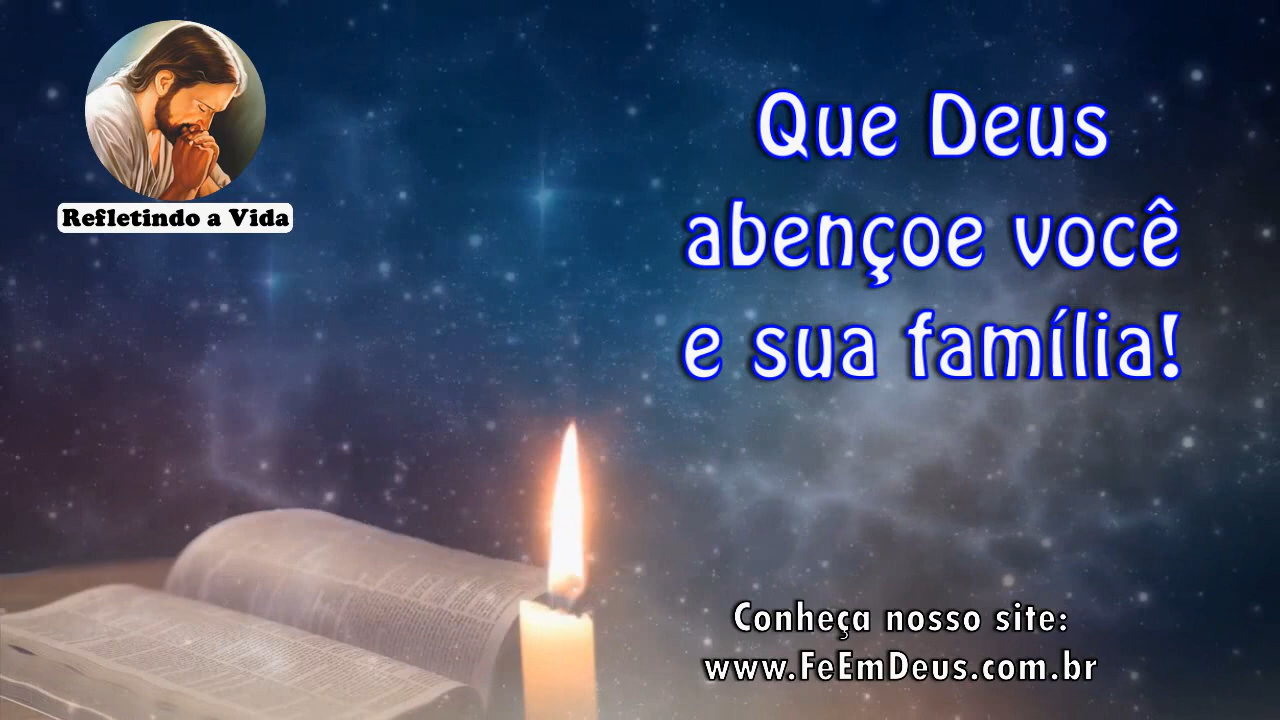 Refletindo a Vida
Que Deus
abençoe você
e sua família!
Conheça nosso site:
www.FeEmDeus.com.br